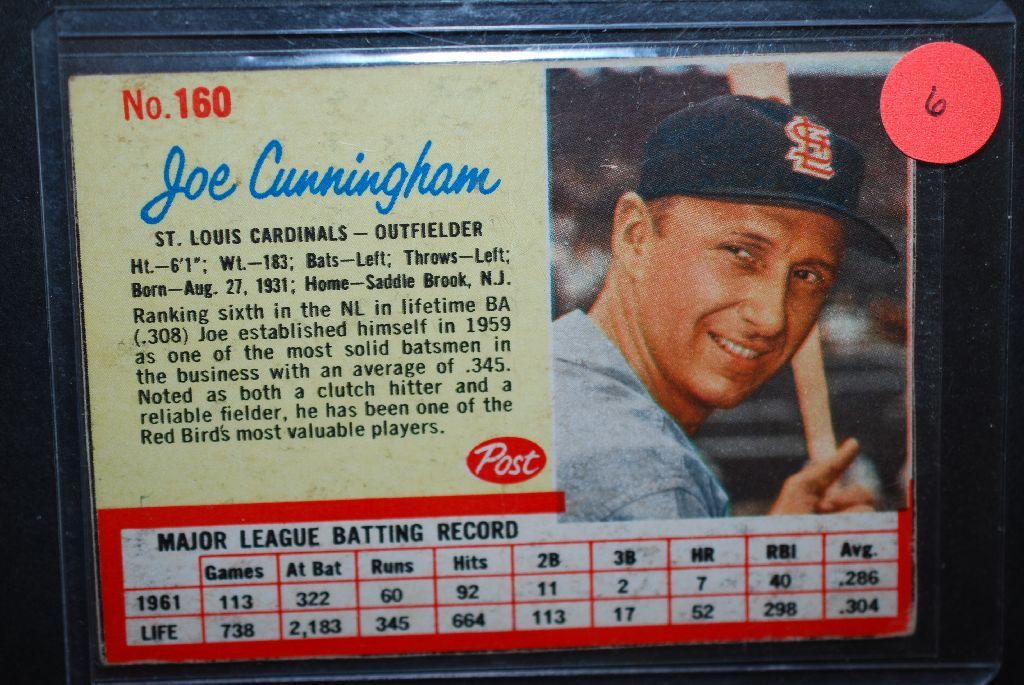 No. 160
6
Joe Cunningham
StL
ST. LOUIS CARDINALS – OUTFIELDER
Ht.–6'1"; Wt.–183; Bats–Left; Throws–Left;
Born–Aug. 27, 1931; Home–Saddle Brook, N.J.
Ranking sixth in the NL in lifetime BA
(.308) Joe established himself in 1959
as one of the most solid batsmen in
the business with an average of .345.
Noted as both a clutch hitter and a
reliable fielder, he has been one of the
Red Bird's most valuable players.
Post
MAJOR LEAGUE BATTING RECORD
Games At Bat Runs Hits 2B 3B HR RBI Avg.
1961 113 322 60 92 11 2 7 40 .286
LIFE 738 2,183 345 664 113 17 52 298 .304